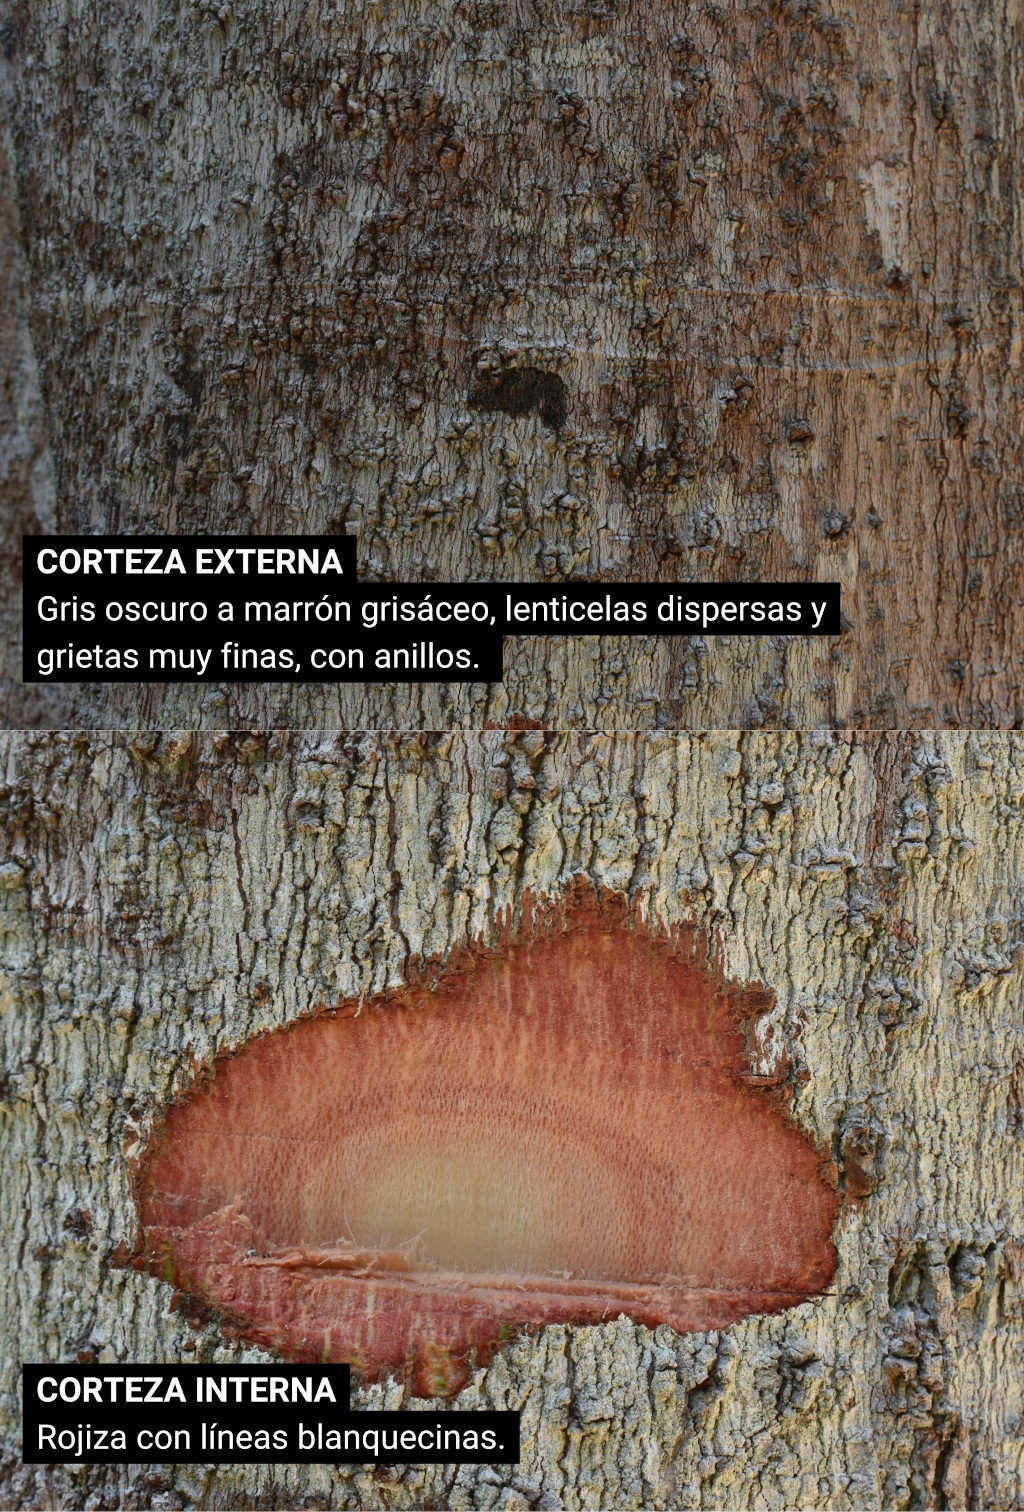 CORTEZA EXTERNA
Gris oscuro a marrón grisáceo, lenticelas dispersas y
grietas muy finas, con anillos.
CORTEZA INTERNA
Rojiza con líneas blanquecinas.